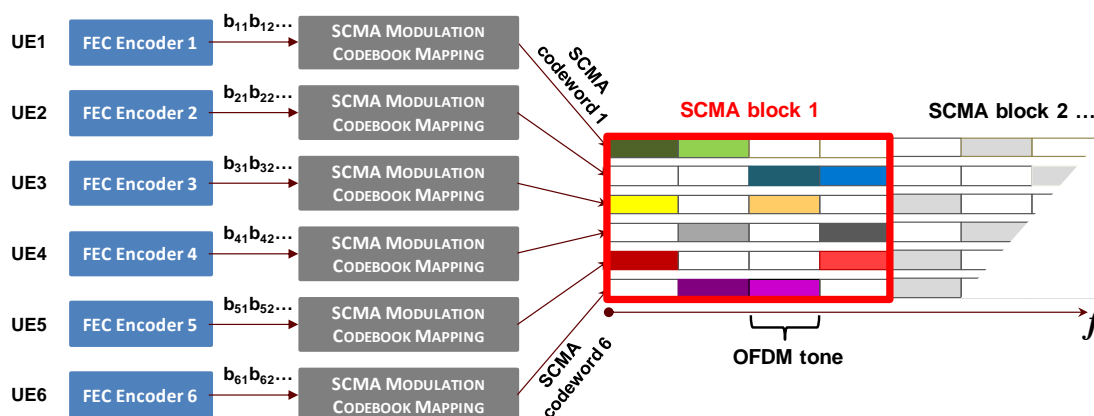 UE1
FEC Encoder 1
b11b12...
SCMA MODULATION
CODEBOOK MAPPING
UE2
FEC Encoder 2
b21b22...
SCMA MODULATION
CODEBOOK MAPPING
UE3
FEC Encoder 3
b31b32...
SCMA MODULATION
CODEBOOK MAPPING
UE4
FEC Encoder 4
b41b42...
SCMA MODULATION
CODEBOOK MAPPING
UE5
FEC Encoder 5
b51b52...
SCMA MODULATION
CODEBOOK MAPPING
UE6
FEC Encoder 6
b61b62...
SCMA MODULATION
CODEBOOK MAPPING
SCMA
codeword 1
SCMA
codeword 6
SCMA block 1
SCMA block 2 ...
OFDM tone
f